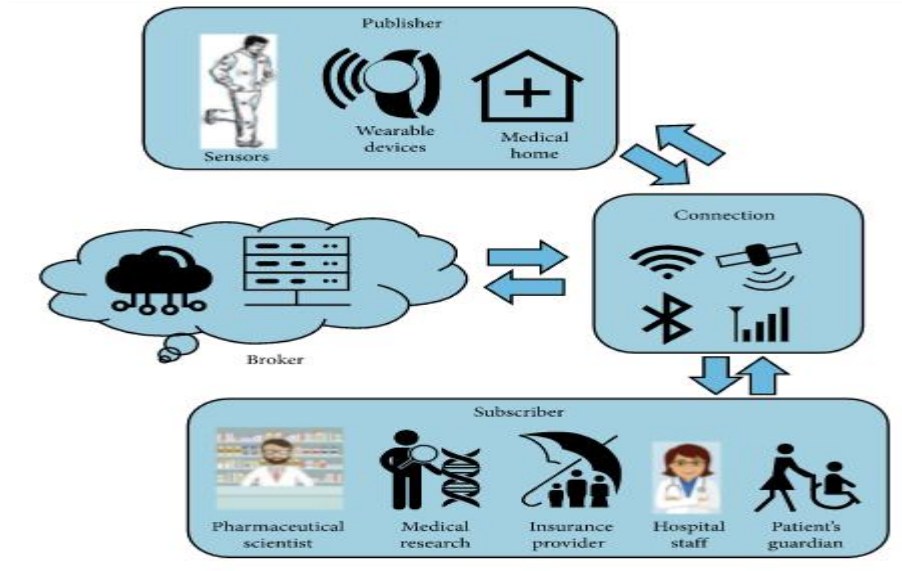 Publisher
Sensors
Wearable
devices
Medical
home
Connection
Broker
Subscriber
Pharmaceutical
scientist
Medical
research
Insurance
provider
Hospital
staff
Patient's
guardian